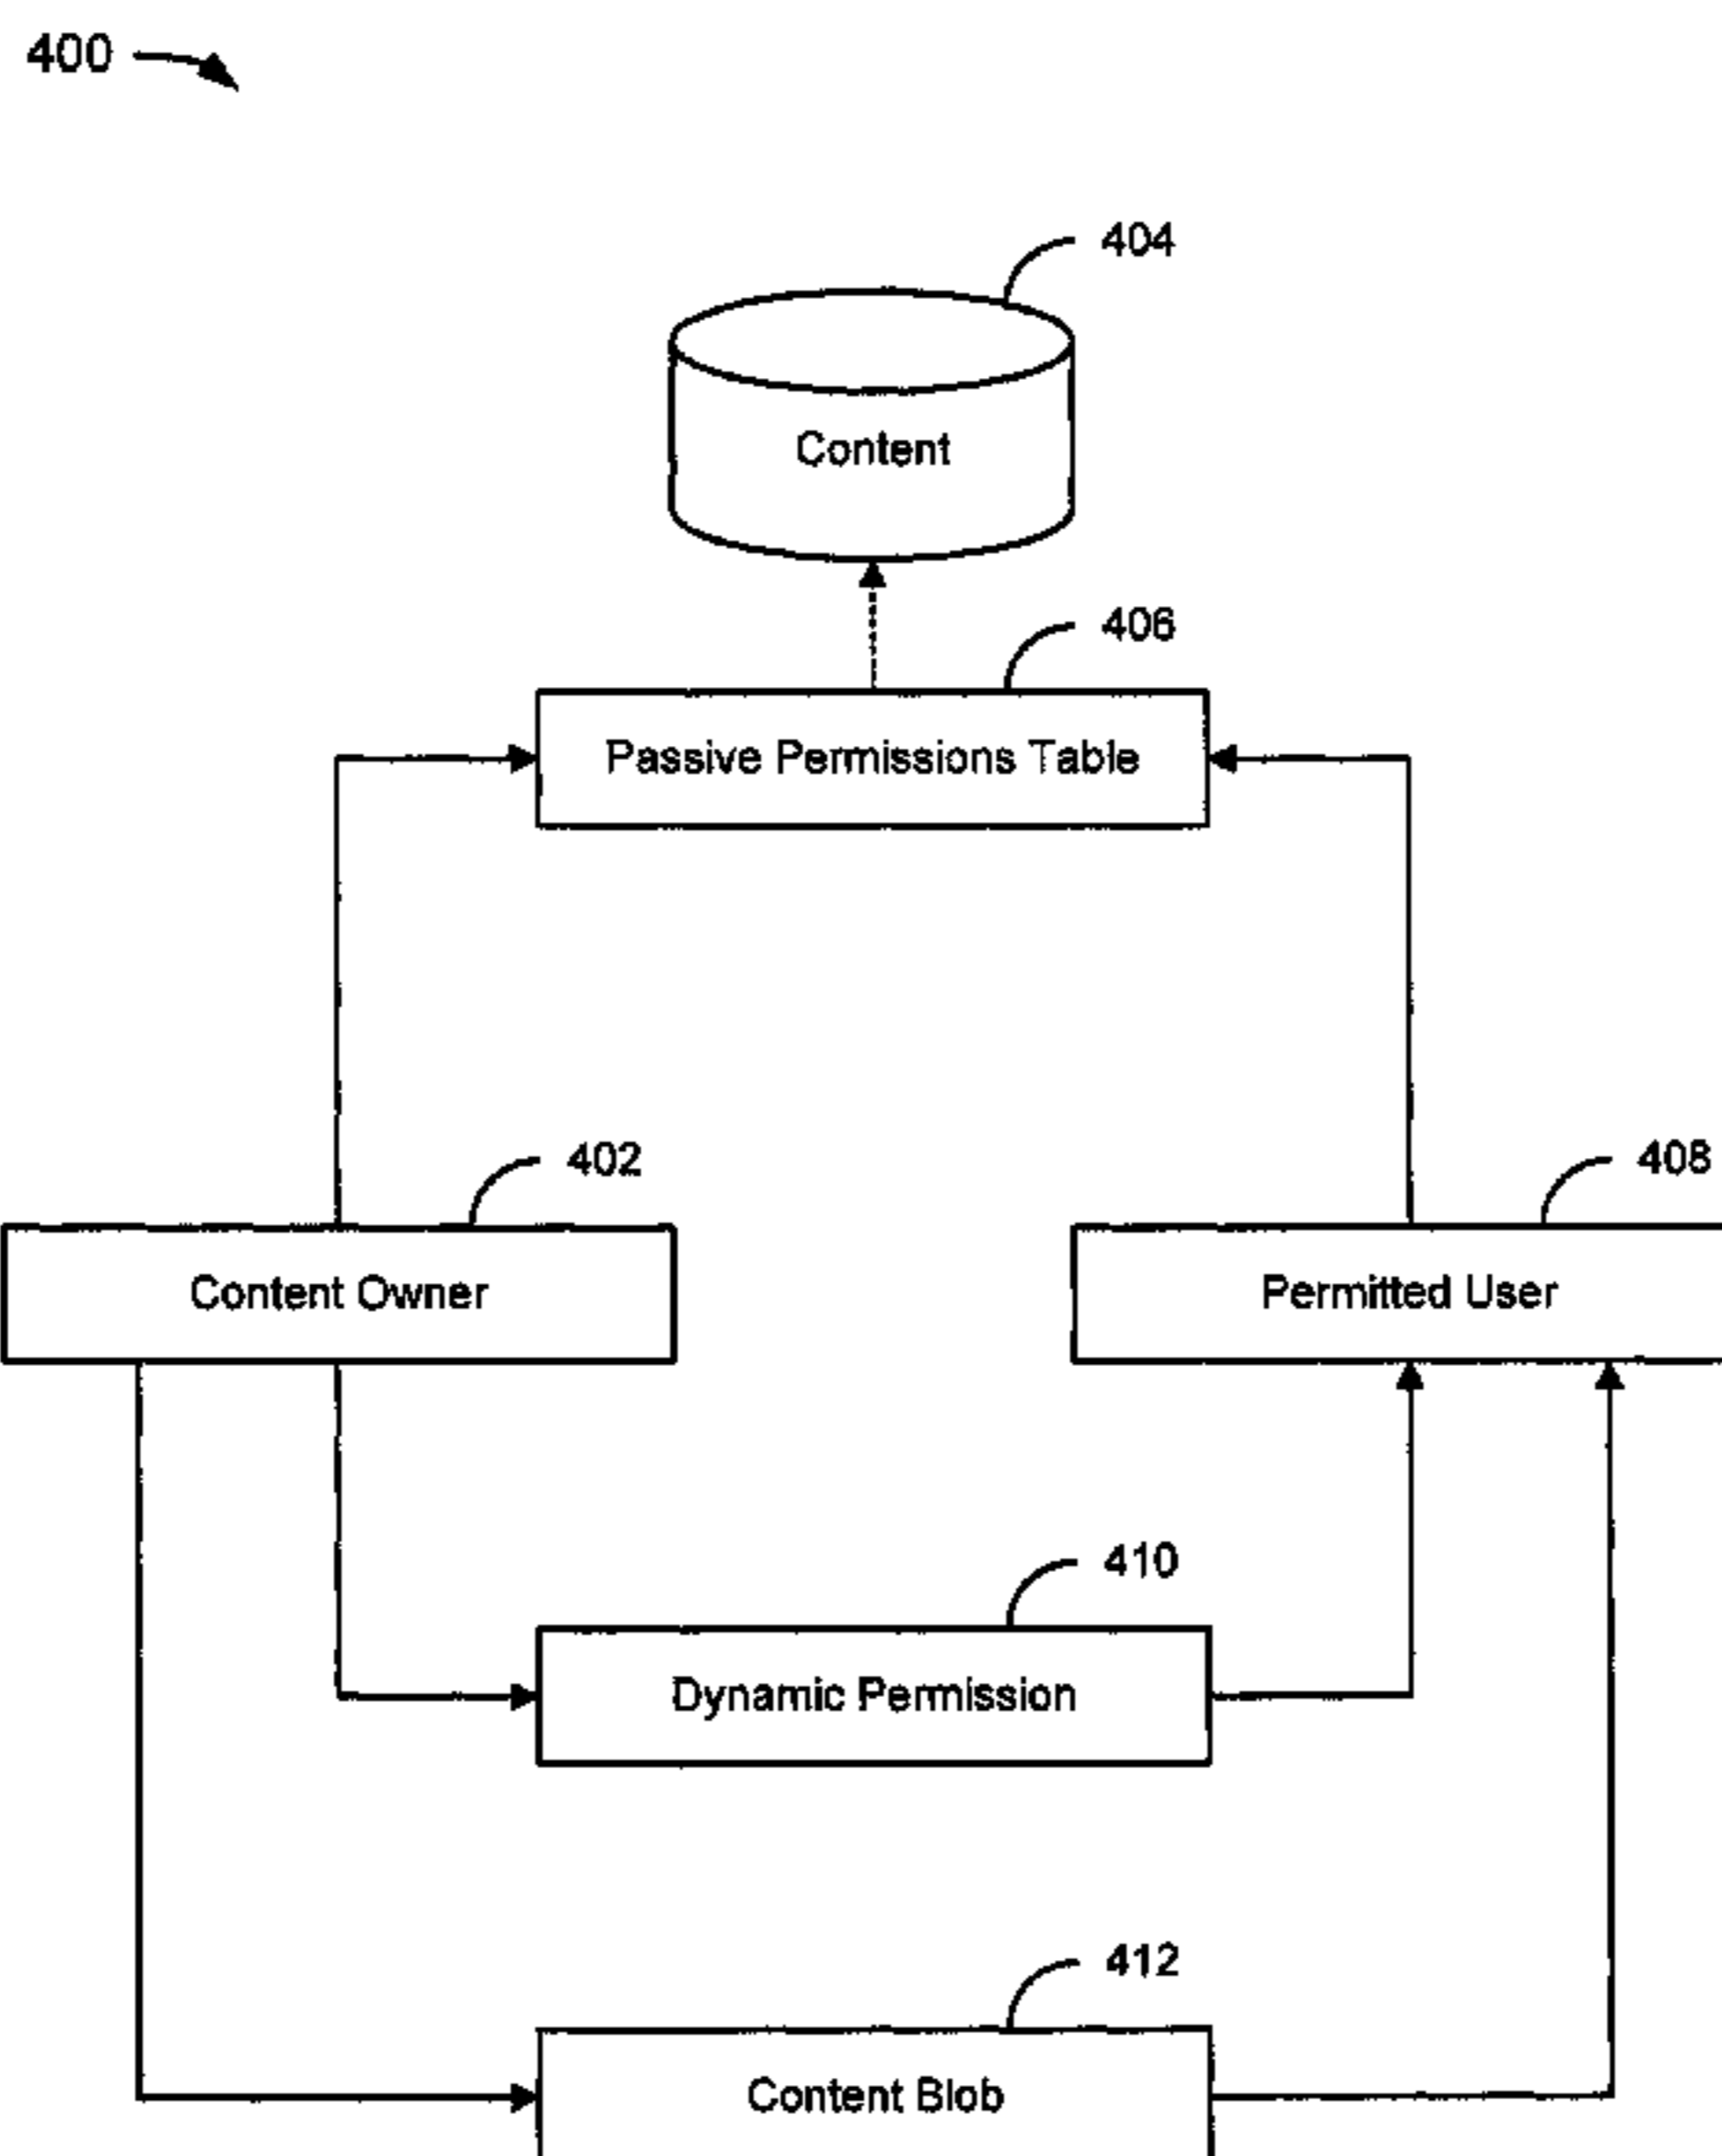 400
404
Content
406
Passive Permissions Table
402
408
Content Owner
Permitted User
410
Dynamic Permission
412
Content Blob